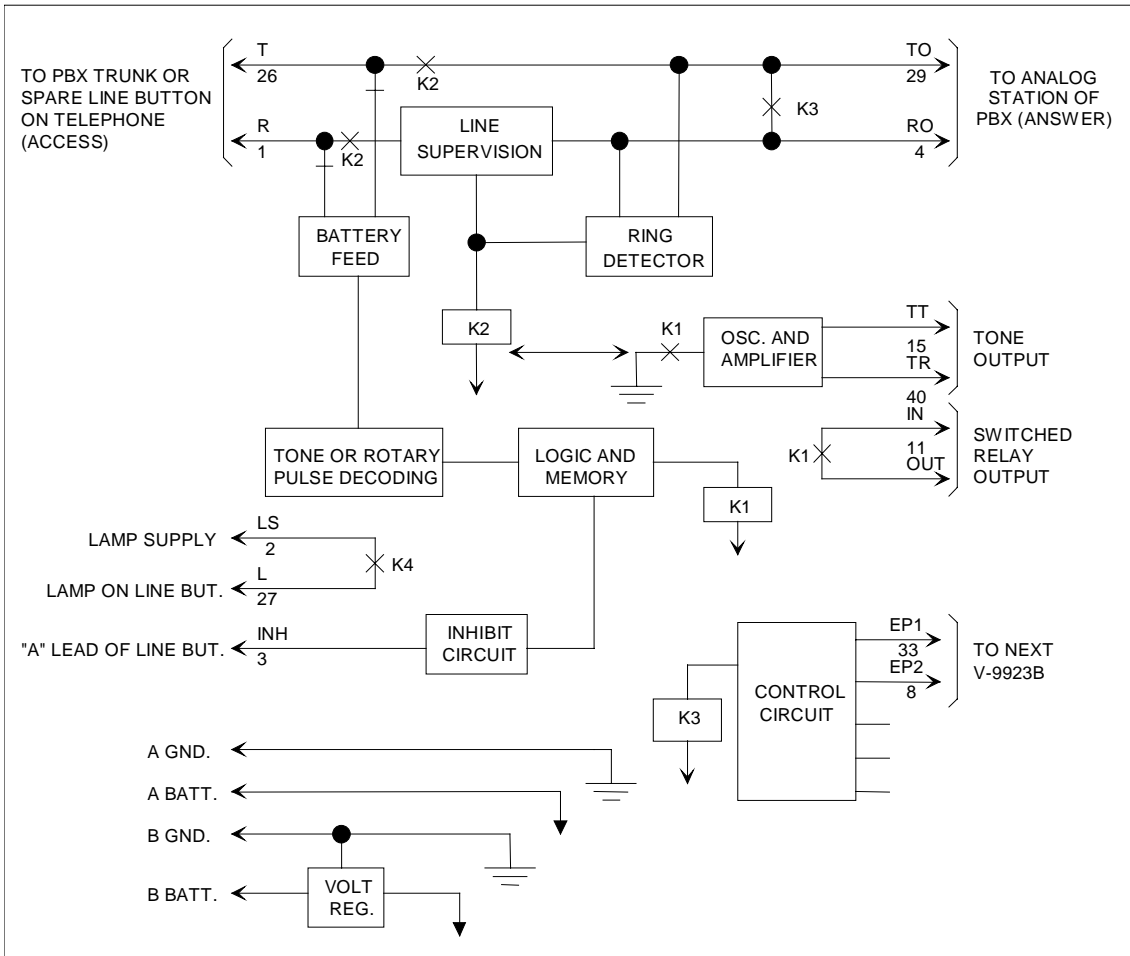 TO PBX TRUNK OR
SPARE LINE BUTTON
ON TELEPHONE
(ACCESS)
T
26
R
1
K2
K2
LINE
SUPERVISION
K3
TO
29
RO
4
TO ANALOG
STATION OF
PBX (ANSWER)
BATTERY
FEED
RING
DETECTOR
K2
K1
OSC. AND
AMPLIFIER
TT
15
TR
40
TONE
OUTPUT
IN
11
OUT
K1
SWITCHED
RELAY
OUTPUT
TONE OR ROTARY
PULSE DECODING
LOGIC AND
MEMORY
K1
LAMP SUPPLY
LS
2
K4
LAMP ON LINE BUT.
L
27
"A" LEAD OF LINE BUT.
INH
3
INHIBIT
CIRCUIT
K3
CONTROL
CIRCUIT
EP1
33
EP2
8
TO NEXT
V-9923B
A GND.
A BATT.
B GND.
B BATT.
VOLT
REG.